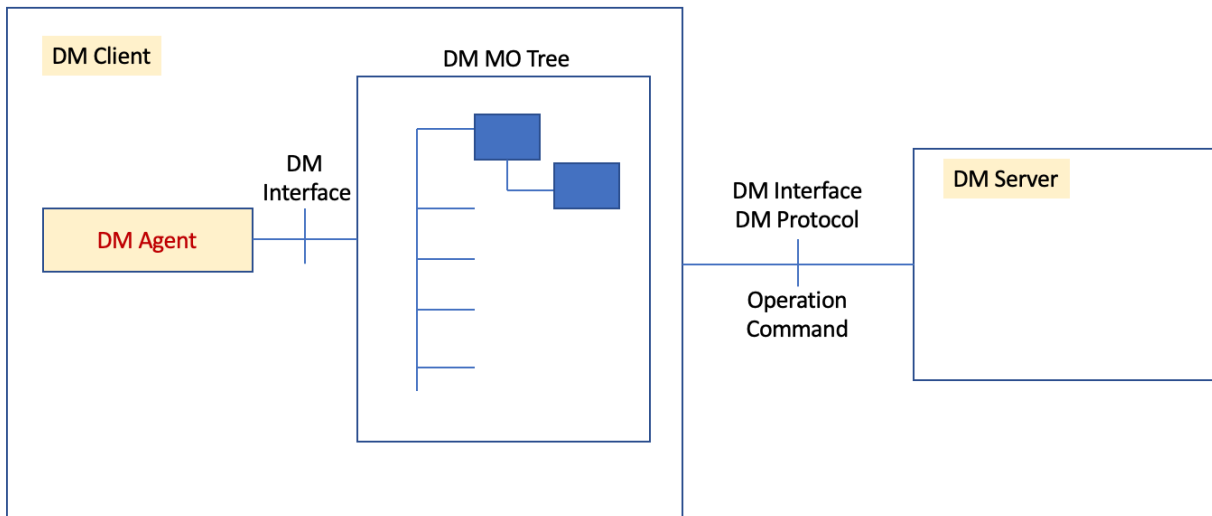 DM Client
DM MO Tree
DM
Interface
DM Agent
DM Interface
DM Protocol
Operation
Command
DM Server